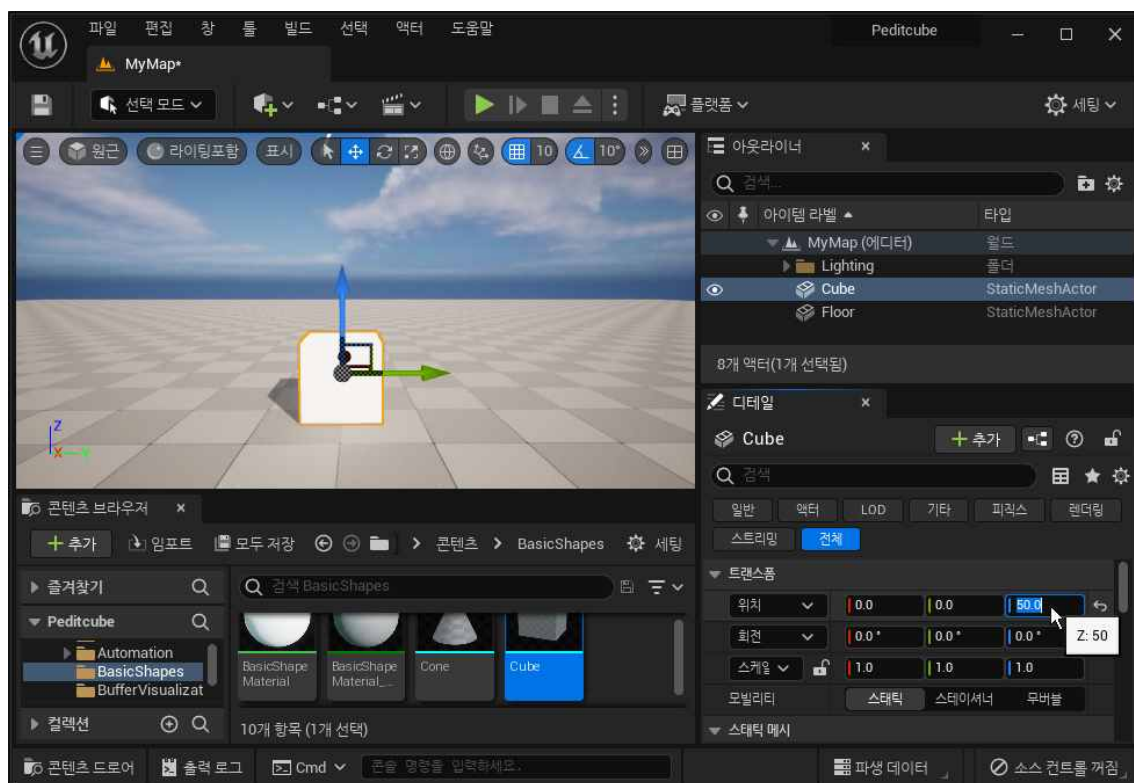 파일 편집 창 툴 빌드 선택 액터 도움말 Peditcube
MyMap*
선택 모드 플랫폼 세팅
원근 라이팅포함 표시 10 10°
아웃라이너
검색...
아이템 라벨 타입
MyMap (에디터) 월드
Lighting 폴더
Cube StaticMeshActor
Floor StaticMeshActor
8개 액터(1개 선택됨)
디테일
Cube 추가
검색
일반 액터 LOD 기타 피직스 렌더링
스트리밍 전체
트랜스폼
위치 0.0 0.0 50.0
회전 0.0° 0.0° 0.0°
Z: 50
스케일 1.0 1.0 1.0
모빌리티 스태틱 스테이셔너 무버블
스태틱 메시
Z
X Y
콘텐츠 브라우저
추가 임포트 모두 저장 콘텐츠 BasicShapes 세팅
즐겨찾기
Peditcube
Automation
BasicShapes
BufferVisualizat
컬렉션
검색 BasicShapes
BasicShape
Material
BasicShape
Material_...
Cone
Cube
10개 항목 (1개 선택)
콘텐츠 드로어 출력 로그 Cmd 콘솔 명령을 입력하세요. 파생 데이터 소스 컨트롤 꺼짐